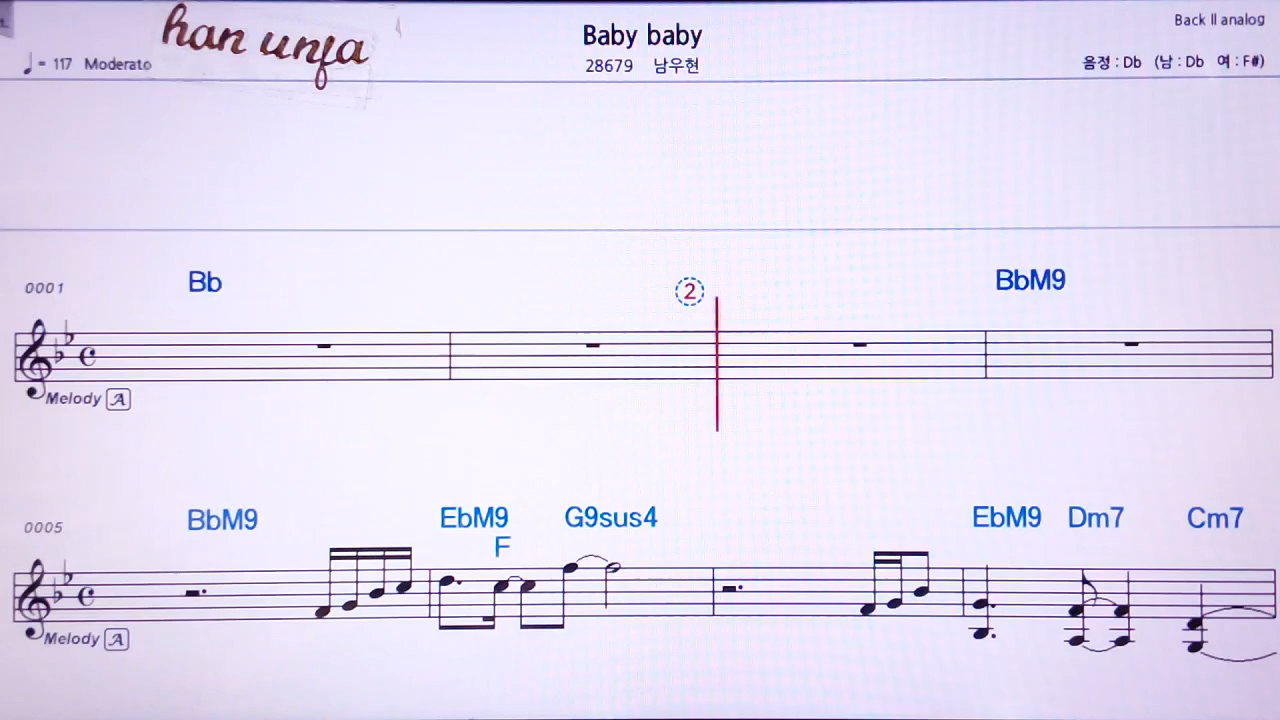 han unfa
Baby baby
Back II analog
♩ = 117 Moderato
28679 남우현
음정 : Db (남 : Db 여 : F#)
0001 Bb ② BbM9
Melody A
0005 BbM9 EbM9 G9sus4 EbM9 Dm7 Cm7
F
Melody A